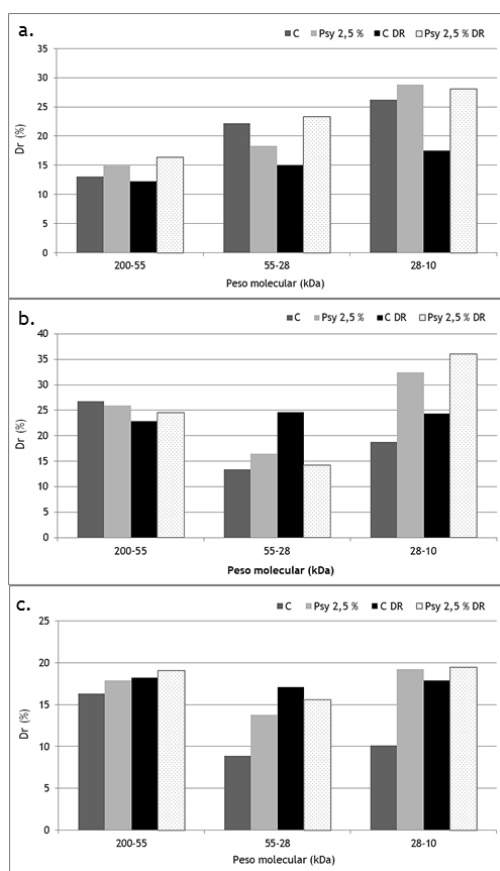 a.
C Psy 2,5 % C DR Psy 2,5 % DR
35
30
25
20
15
10
5
0
Dr (%)
200-55 55-28 28-10
Peso molecular (kDa)
b.
C Psy 2,5 % C DR Psy 2,5 % DR
40
35
30
25
20
15
10
5
0
Dr (%)
200-55 55-28 28-10
Peso molecular (kDa)
c.
C Psy 2,5 % C DR Psy 2,5 % DR
25
20
15
10
5
0
Dr (%)
200-55 55-28 28-10
Peso molecular (kDa)